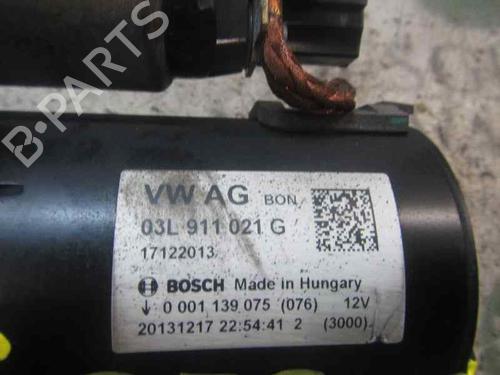 B-Parts
VW AG BON
03L 911 021 G
17122013
BOSCH Made in Hungary
0 001 139 075 (076) 12V
20131217 22:54:41 2 (3000)